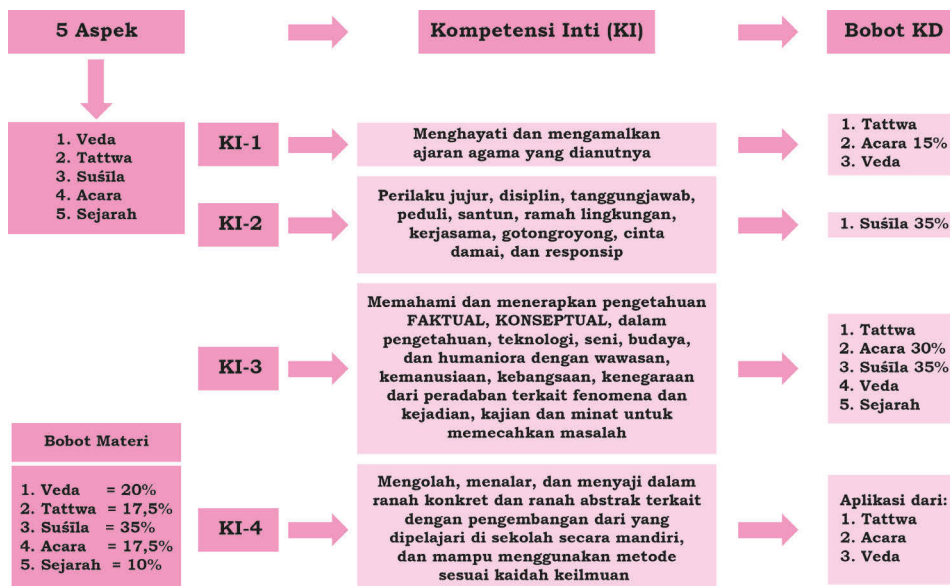 5 Aspek
Kompetensi Inti (KI)
Bobot KD
1. Veda
2. Tattwa
3. Suśīla
4. Acara
5. Sejarah
KI-1
Menghayati dan mengamalkan
ajaran agama yang dianutnya
1. Tattwa
2. Acara 15%
3. Veda
KI-2
Perilaku jujur, disiplin, tanggungjawab,
peduli, santun, ramah lingkungan,
kerjasama, gotongroyong, cinta
damai, dan responsip
1. Suśīla 35%
KI-3
Memahami dan menerapkan pengetahuan
FAKTUAL, KONSEPTUAL, dalam
pengetahuan, teknologi, seni, budaya,
dan humaniora dengan wawasan,
kemanusiaan, kebangsaan, kenegaraan
dari peradaban terkait fenomena dan
kejadian, kajian dan minat untuk
memecahkan masalah
1. Tattwa
2. Acara 30%
3. Suśīla 35%
4. Veda
5. Sejarah
Bobot Materi
1. Veda = 20%
2. Tattwa = 17,5%
3. Suśīla = 35%
4. Acara = 17,5%
5. Sejarah = 10%
KI-4
Mengolah, menalar, dan menyaji dalam
ranah konkret dan ranah abstrak terkait
dengan pengembangan dari yang
dipelajari di sekolah secara mandiri,
dan mampu menggunakan metode
sesuai kaidah keilmuan
Aplikasi dari:
1. Tattwa
2. Acara
3. Veda